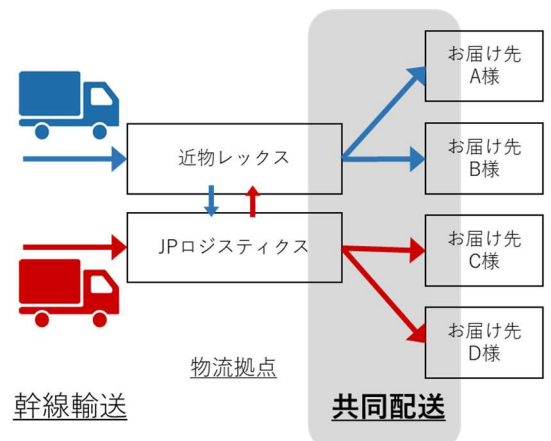 お届け先
A様
近物レックス
お届け先
B様
JPロジスティクス
お届け先
C様
お届け先
D様
物流拠点
幹線輸送
共同配送